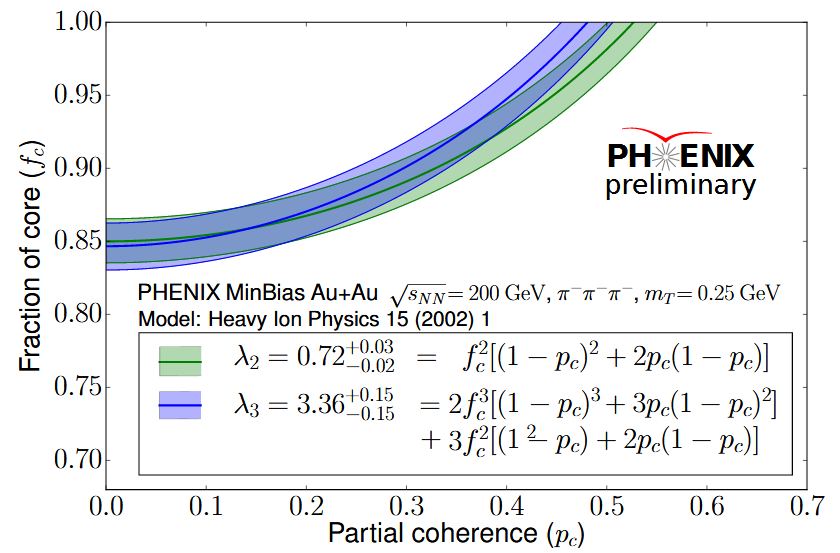 1.00
0.95
0.90
0.85
0.80
0.75
0.70
Fraction of core (f_c)
PHENIX
preliminary
PHENIX MinBias Au+Au √s_NN = 200 GeV, π⁻π⁻π⁻, m_T = 0.25 GeV
Model: Heavy Ion Physics 15 (2002) 1
λ₂ = 0.72 +0.03 −0.02 = f_c²[(1 − p_c)² + 2p_c(1 − p_c)]
λ₃ = 3.36 +0.15 −0.15 = 2f_c³[(1 − p_c)³ + 3p_c(1 − p_c)²]
+ 3f_c²[(1 − p_c)² + 2p_c(1 − p_c)]
0.0 0.1 0.2 0.3 0.4 0.5 0.6 0.7
Partial coherence (p_c)